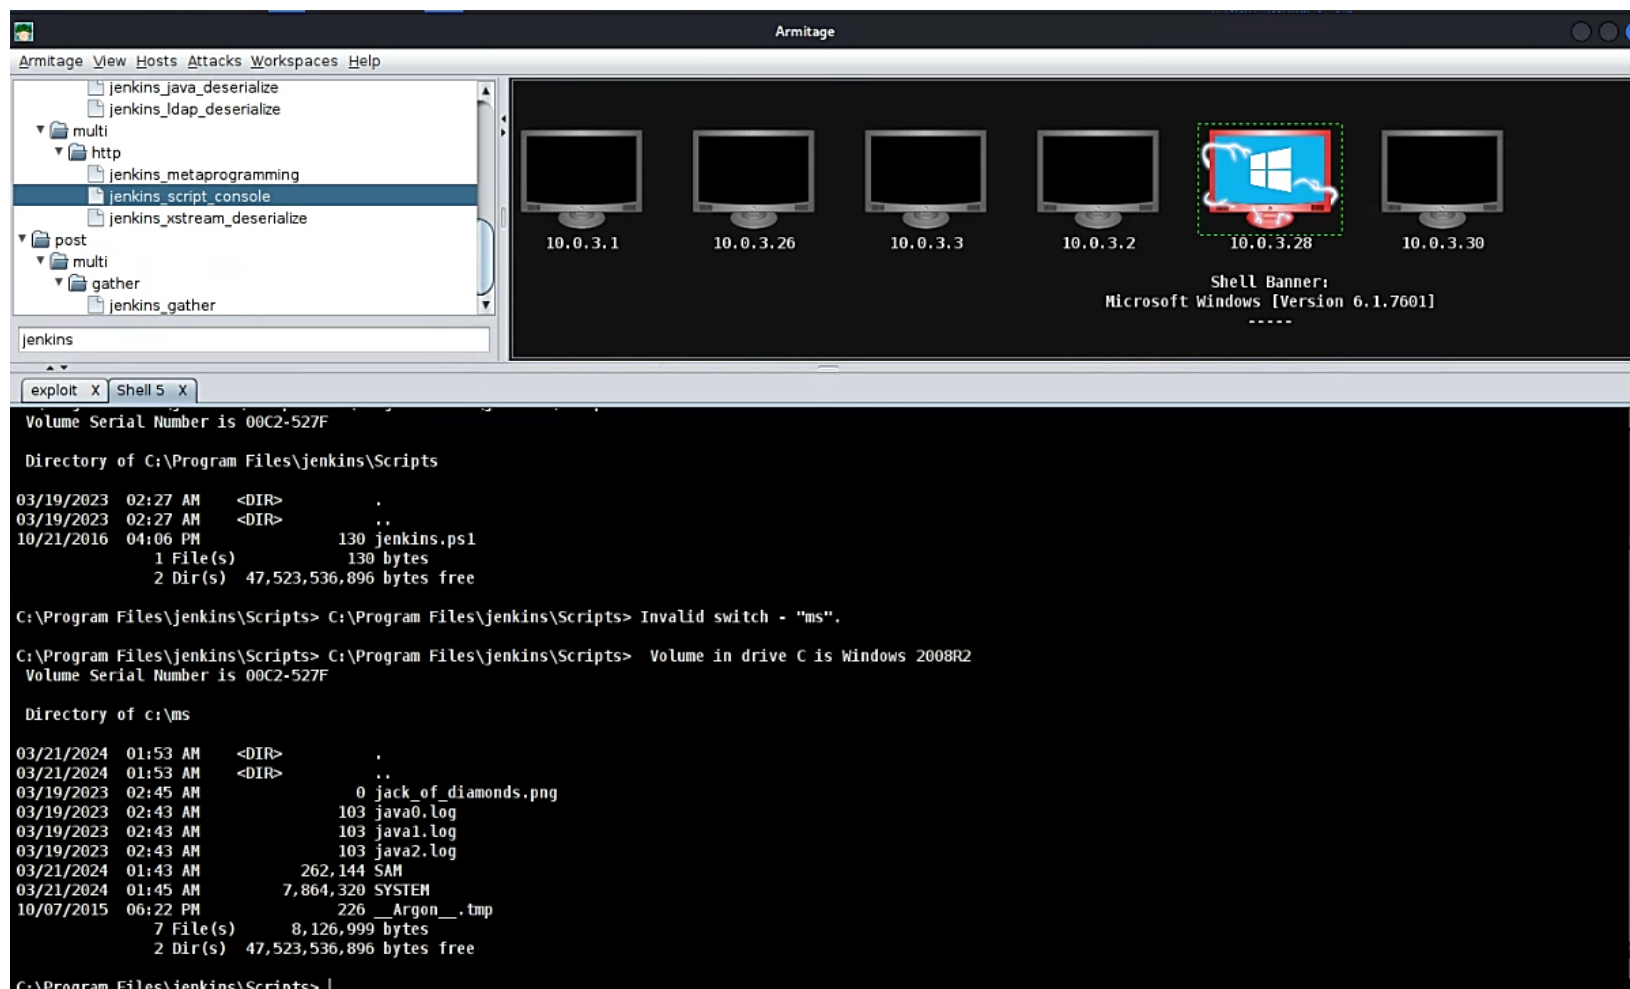 Armitage
Armitage View Hosts Attacks Workspaces Help
jenkins_java_deserialize
jenkins_ldap_deserialize
multi
http
jenkins_metaprogramming
jenkins_script_console
jenkins_xstream_deserialize
post
multi
gather
jenkins_gather
jenkins
10.0.3.1
10.0.3.26
10.0.3.3
10.0.3.2
10.0.3.28
10.0.3.30
Shell Banner:
Microsoft Windows [Version 6.1.7601]
-----
exploit X Shell 5 X
Volume Serial Number is 00C2-527F
Directory of C:\Program Files\jenkins\Scripts
03/19/2023 02:27 AM <DIR> .
03/19/2023 02:27 AM <DIR> ..
10/21/2016 04:06 PM 130 jenkins.ps1
1 File(s) 130 bytes
2 Dir(s) 47,523,536,896 bytes free
C:\Program Files\jenkins\Scripts> C:\Program Files\jenkins\Scripts> Invalid switch - "ms".
C:\Program Files\jenkins\Scripts> C:\Program Files\jenkins\Scripts> Volume in drive C is Windows 2008R2
Volume Serial Number is 00C2-527F
Directory of c:\ms
03/21/2024 01:53 AM <DIR> .
03/21/2024 01:53 AM <DIR> ..
03/19/2023 02:45 AM 0 jack_of_diamonds.png
03/19/2023 02:43 AM 103 java0.log
03/19/2023 02:43 AM 103 java1.log
03/19/2023 02:43 AM 103 java2.log
03/21/2024 01:43 AM 262,144 SAM
03/21/2024 01:45 AM 7,864,320 SYSTEM
10/07/2015 06:22 PM 226 __Argon__.tmp
7 File(s) 8,126,999 bytes
2 Dir(s) 47,523,536,896 bytes free
C:\Program Files\jenkins\Scripts>